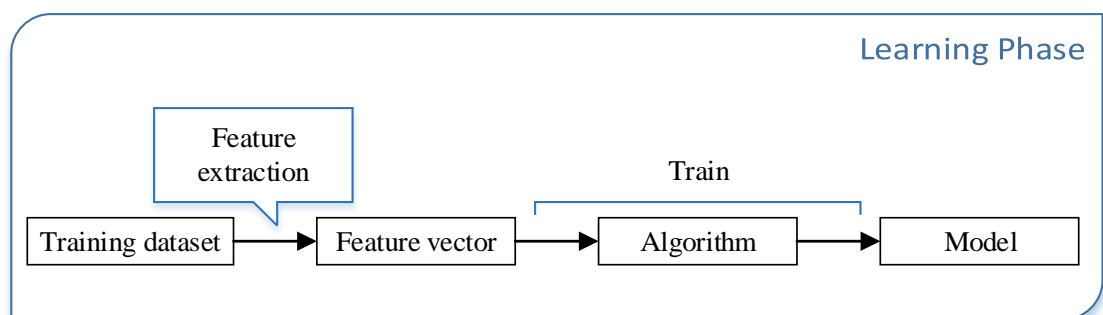 Learning Phase
Feature
extraction
Train
Training dataset
Feature vector
Algorithm
Model